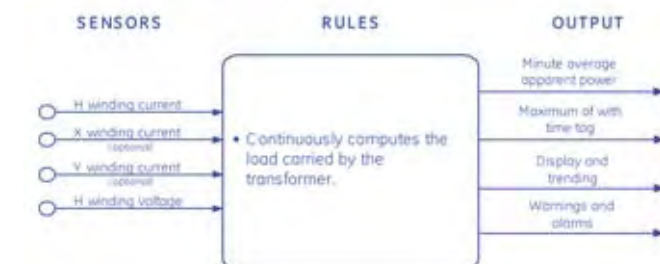 SENSORS
RULES
OUTPUT
H winding current
X winding current
(optional)
Y winding current
(optional)
H winding voltage
• Continuously computes the
load carried by the
transformer.
Minute average
apparent power
Maximum of with
time tag
Display and
trending
Warnings and
alarms